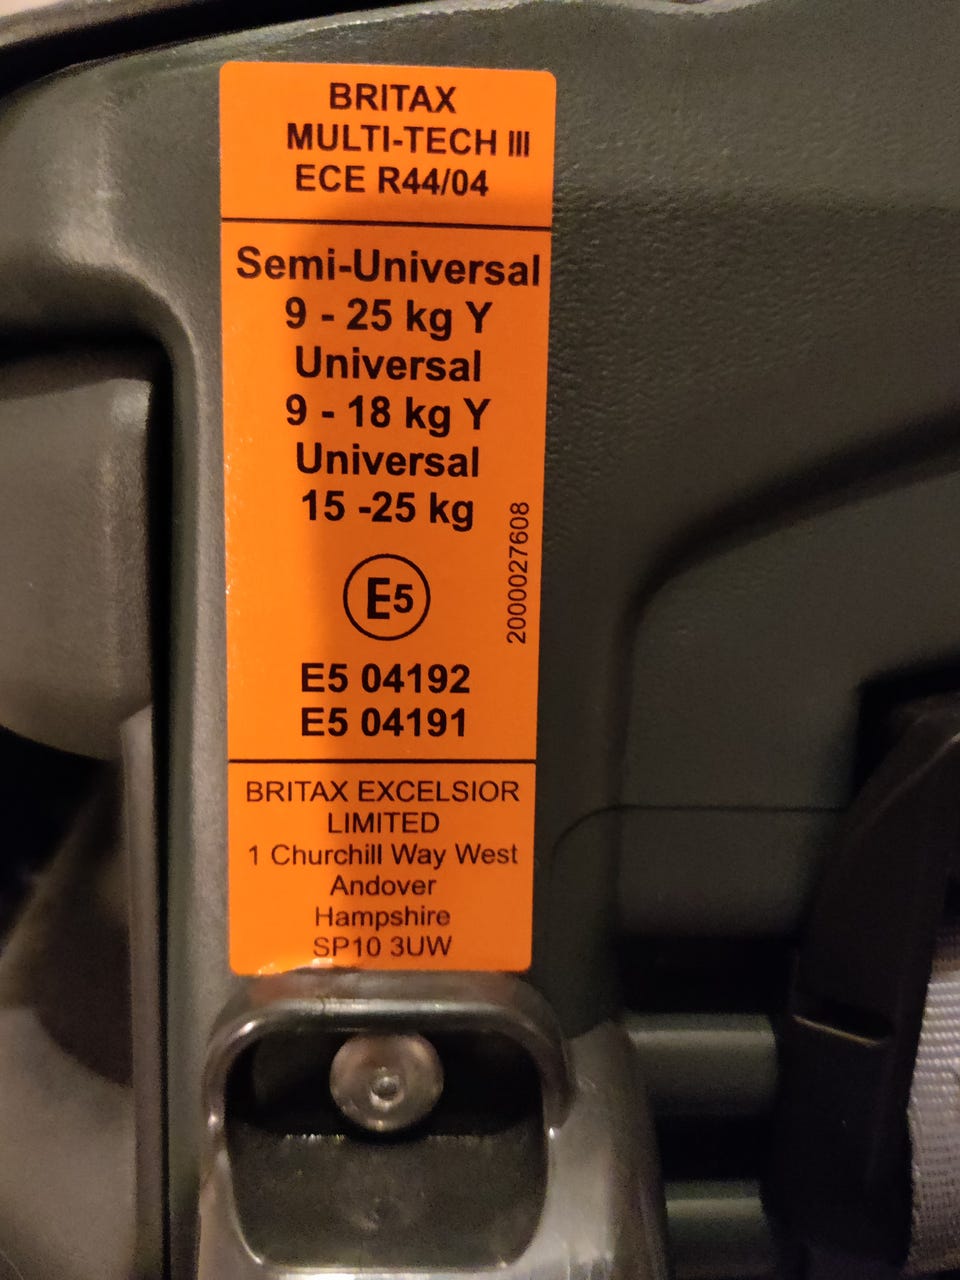 BRITAX
MULTI-TECH III
ECE R44/04
Semi-Universal
9 - 25 kg Y
Universal
9 - 18 kg Y
Universal
15 -25 kg
2000027608
E5
E5 04192
E5 04191
BRITAX EXCELSIOR
LIMITED
1 Churchill Way West
Andover
Hampshire
SP10 3UW